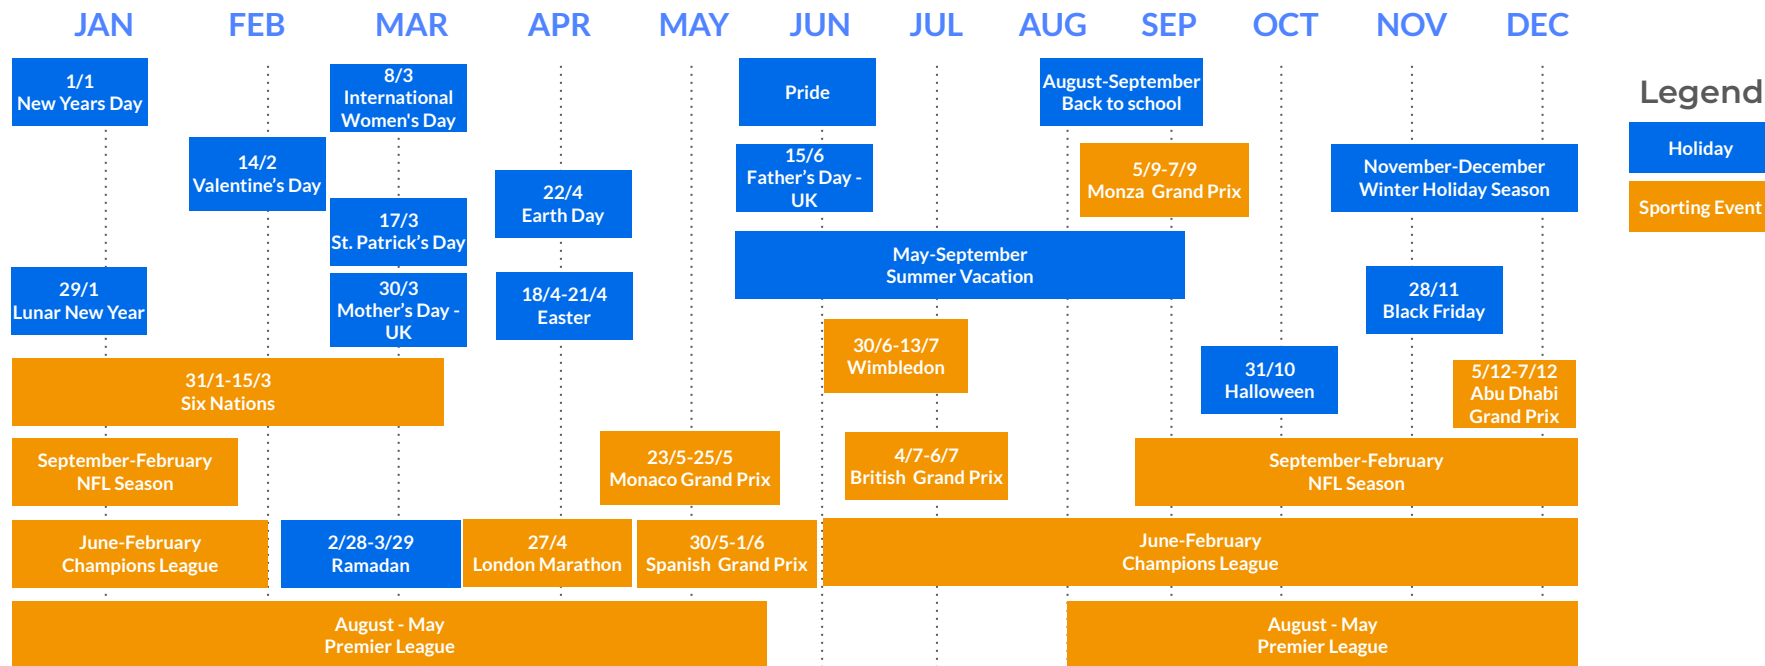 JAN FEB MAR APR MAY JUN JUL AUG SEP OCT NOV DEC
1/1
New Years Day
8/3
International
Women's Day
Pride
August-September
Back to school
Legend
Holiday
Sporting Event
14/2
Valentine’s Day
15/6
Father’s Day -
UK
5/9-7/9
Monza Grand Prix
November-December
Winter Holiday Season
22/4
Earth Day
17/3
St. Patrick’s Day
May-September
Summer Vacation
29/1
Lunar New Year
30/3
Mother’s Day -
UK
18/4-21/4
Easter
28/11
Black Friday
30/6-13/7
Wimbledon
31/10
Halloween
31/1-15/3
Six Nations
5/12-7/12
Abu Dhabi
Grand Prix
September-February
NFL Season
23/5-25/5
Monaco Grand Prix
4/7-6/7
British Grand Prix
September-February
NFL Season
June-February
Champions League
2/28-3/29
Ramadan
27/4
London Marathon
30/5-1/6
Spanish Grand Prix
June-February
Champions League
August - May
Premier League
August - May
Premier League